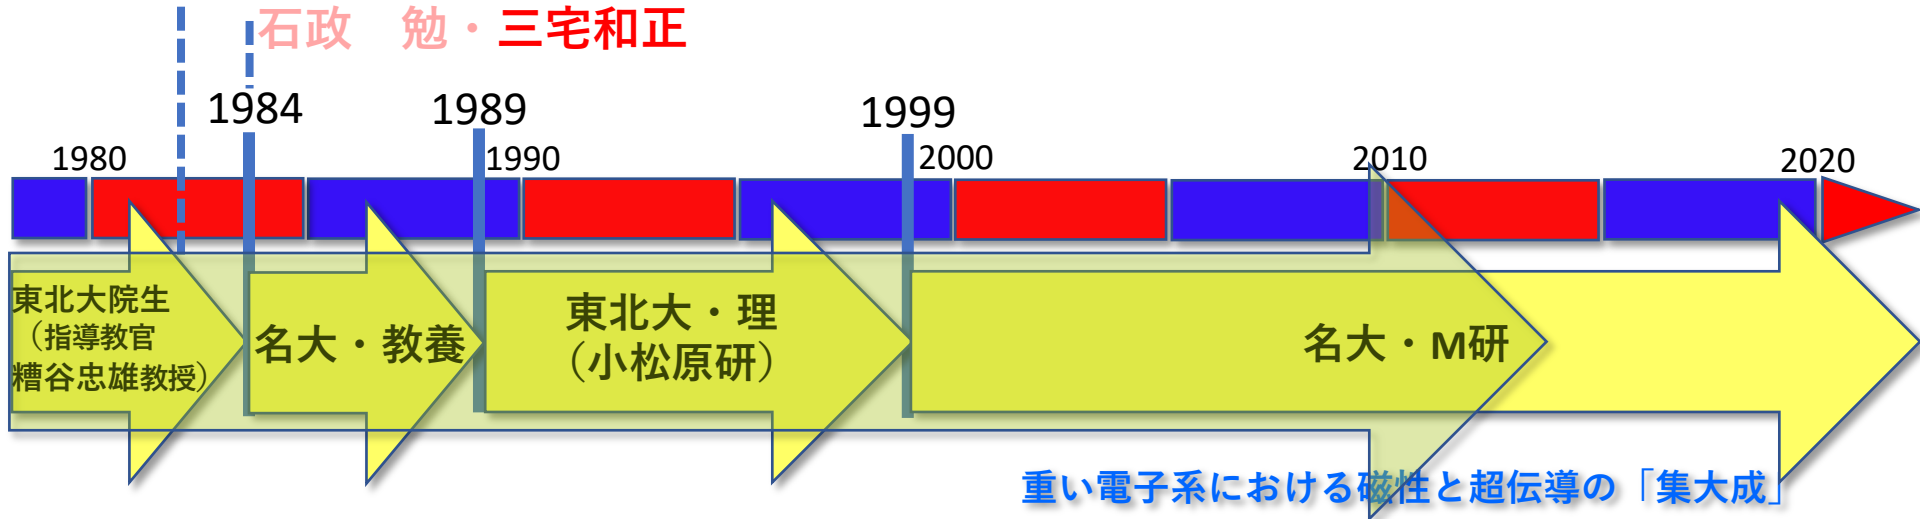 石政　勉・三宅和正
1984
1989
1999
1980
1990
2000
2010
2020
東北大院生
（指導教官
糟谷忠雄教授）
名大・教養
東北大・理
（小松原研）
名大・M研
重い電子系における磁性と超伝導の「集大成」